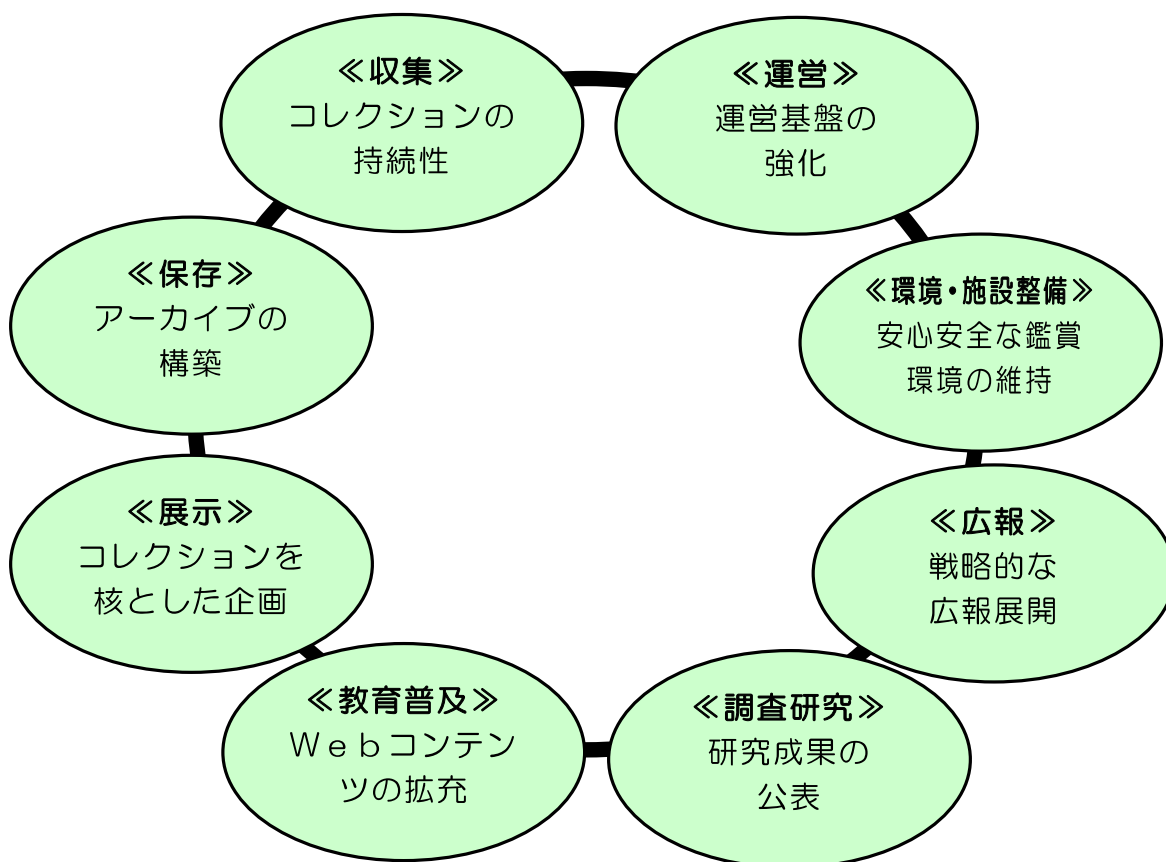 ≪収集≫
コレクションの
持続性
≪運営≫
運営基盤の
強化
≪環境・施設整備≫
安心安全な鑑賞
環境の維持
≪広報≫
戦略的な
広報展開
≪調査研究≫
研究成果の
公表
≪教育普及≫
Ｗｅｂコンテン
ツの拡充
≪展示≫
コレクションを
核とした企画
≪保存≫
アーカイブの
構築